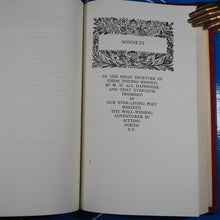 SONNETS
TO THE ONLIE BEGETTER OF
THESE INSUING SONNETS
Mr W. H. ALL HAPPINESSE
AND THAT ETERNITIE
PROMISED
BY
OUR EVER-LIVING POET
WISHETH
THE WELL-WISHING
ADVENTURER IN
SETTING
FORTH
T.T.